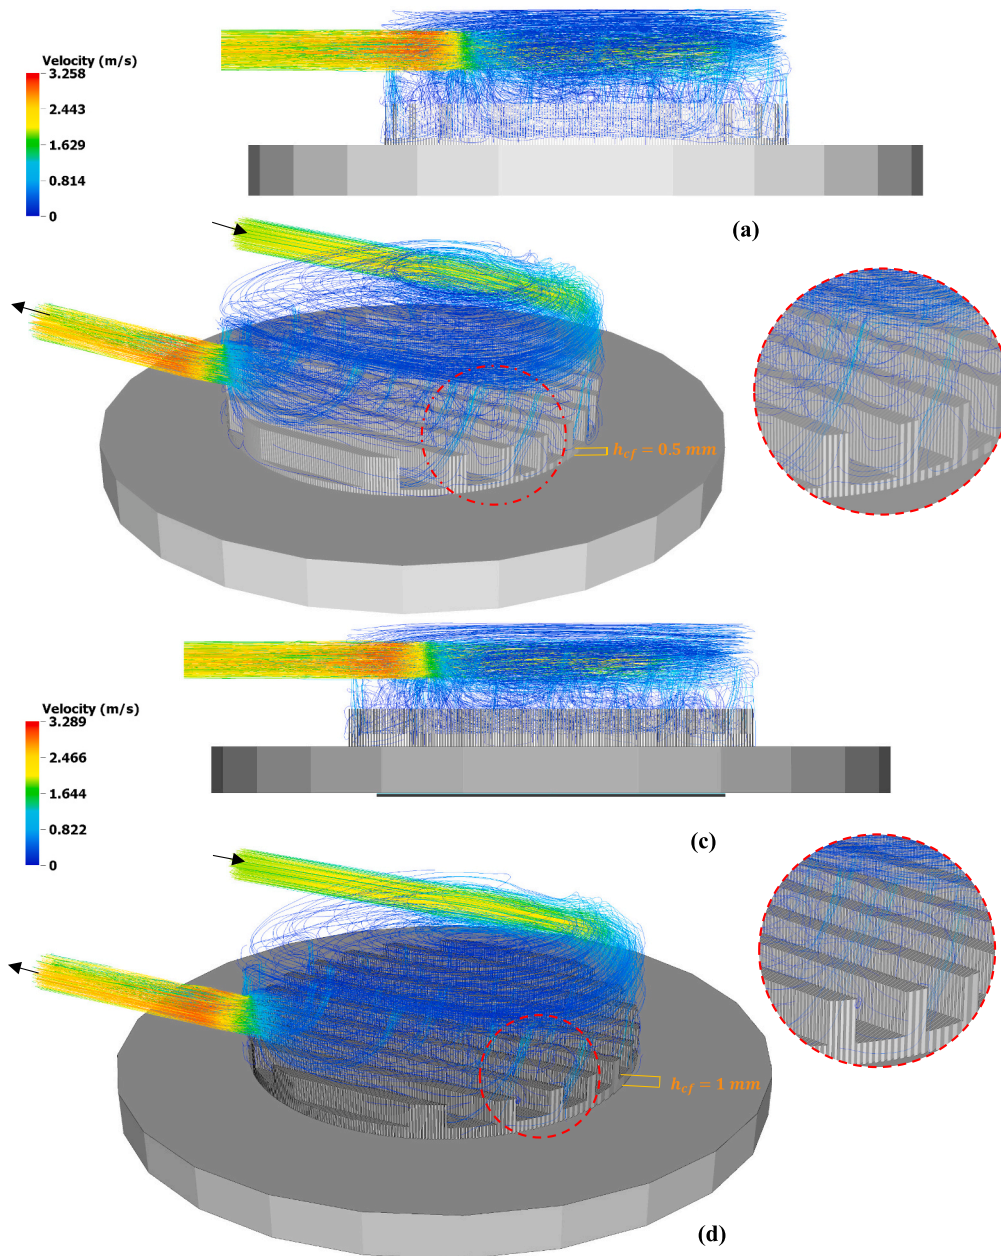 Velocity (m/s)
3.258
2.443
1.629
0.814
0
(a)
h_cf = 0.5 mm
Velocity (m/s)
3.289
2.466
1.644
0.822
0
(c)
h_cf = 1 mm
(d)